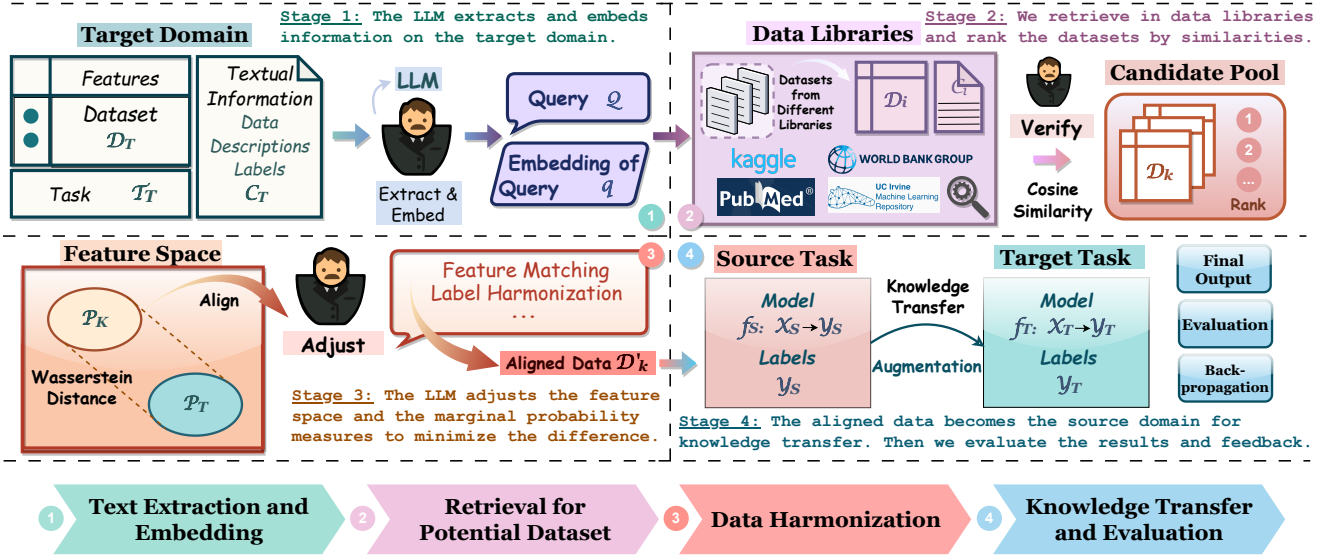 Stage 1: The LLM extracts and embeds
information on the target domain.
Target Domain
Features
Dataset
𝒟_T
Task 𝒯_T
Textual
Information
Data
Descriptions
Labels
C_T
LLM
Extract &
Embed
Query 𝒬
Embedding of
Query q
1
Stage 2: We retrieve in data libraries
and rank the datasets by similarities.
Data Libraries
Datasets
from
Different
Libraries
𝒟_i
C_i
kaggle
WORLD BANK GROUP
PubMed®
UC Irvine
Machine Learning
Repository
2
Verify
Cosine
Similarity
Candidate Pool
𝒟_k
1
2
...
Rank
Feature Space
𝒫_K
Wasserstein
Distance
𝒫_T
Align
Adjust
3
Feature Matching
Label Harmonization
...
Aligned Data 𝒟'_k
Stage 3: The LLM adjusts the feature
space and the marginal probability
measures to minimize the difference.
4
Source Task
Model
f_S: 𝒳_S→𝒴_S
Labels
𝒴_S
Knowledge
Transfer
Augmentation
Target Task
Model
f_T: 𝒳_T→𝒴_T
Labels
𝒴_T
Final
Output
Evaluation
Back-
propagation
Stage 4: The aligned data becomes the source domain for
knowledge transfer. Then we evaluate the results and feedback.
1
Text Extraction and
Embedding
2
Retrieval for
Potential Dataset
3
Data Harmonization
4
Knowledge Transfer
and Evaluation